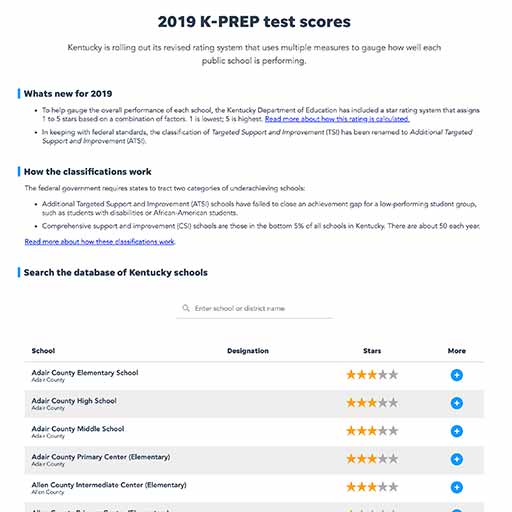 2019 K-PREP test scores
Kentucky is rolling out its revised rating system that uses multiple measures to gauge how well each
public school is performing.
Whats new for 2019
• To help gauge the overall performance of each school, the Kentucky Department of Education has included a star rating system that assigns
1 to 5 stars based on a combination of factors. 1 is lowest; 5 is highest. Read more about how this rating is calculated.
• In keeping with federal standards, the classification of Targeted Support and Improvement (TSI) has been renamed to Additional Targeted
Support and Improvement (ATSI).
How the classifications work
The federal government requires states to tract two categories of underachieving schools:
• Additional Targeted Support and Improvement (ATSI) schools have failed to close an achievement gap for a low-performing student group,
such as students with disabilities or African-American students.
• Comprehensive support and improvement (CSI) schools are those in the bottom 5% of all schools in Kentucky. There are about 50 each year.
Read more about how these classifications work.
Search the database of Kentucky schools
Enter school or district name
School Designation Stars More
Adair County Elementary School
Adair County
Adair County High School
Adair County
Adair County Middle School
Adair County
Adair County Primary Center (Elementary)
Adair County
Allen County Intermediate Center (Elementary)
Allen County